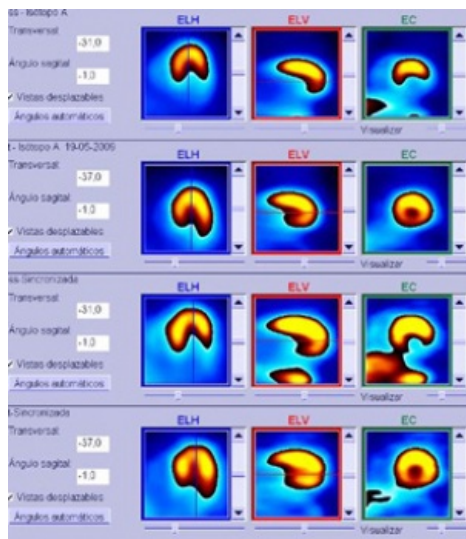 ss - Isótopo A
ELH ELV EC
Transversal:
-31,0
Ángulo sagital:
-1,0
Vistas desplazables
Ángulos automáticos
Visualizar
t - Isótopo A 19-05-2009
ELH ELV EC
Transversal:
-37,0
Ángulo sagital:
-1,0
Vistas desplazables
Ángulos automáticos
Visualizar
ss-Sincronizada
ELH ELV EC
Transversal:
-31,0
Ángulo sagital:
-1,0
Vistas desplazables
Ángulos automáticos
Visualizar
t-Sincronizada
ELH ELV EC
Transversal:
-37,0
Ángulo sagital:
-1,0
Vistas desplazables
Ángulos automáticos
Visualizar